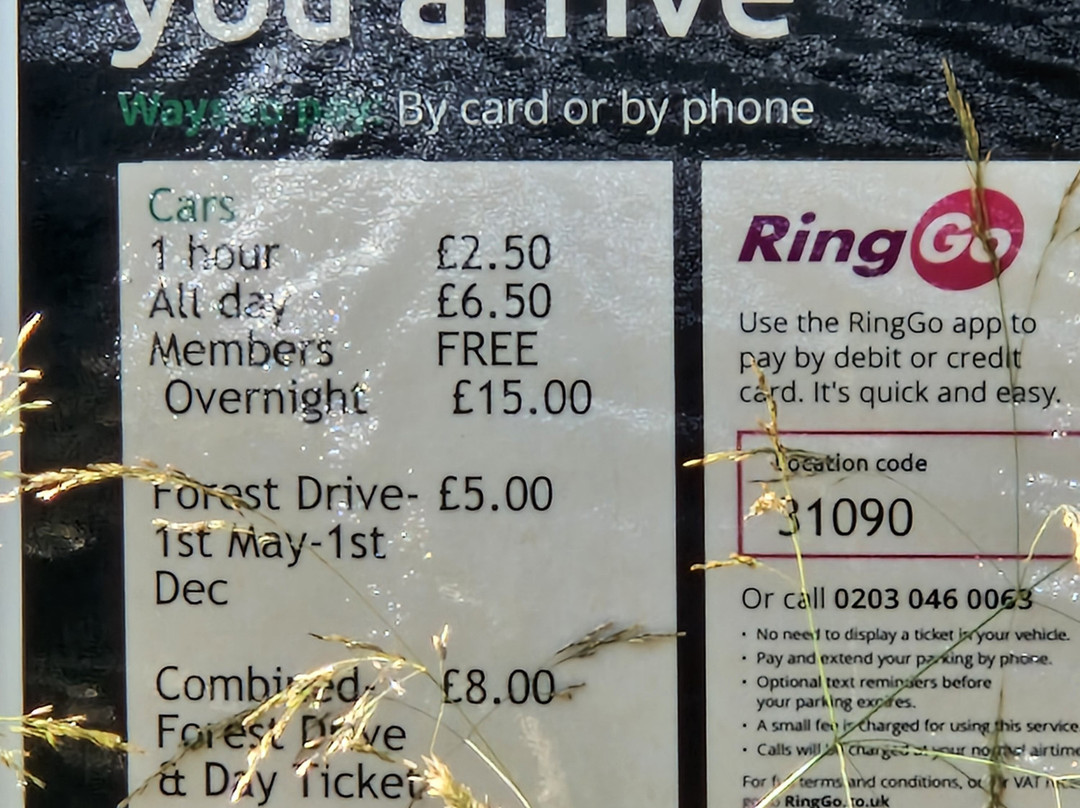 you arrive
Ways to pay: By card or by phone
Cars
1 hour £2.50
All day £6.50
Members FREE
Overnight £15.00
Forest Drive- £5.00
1st May-1st
Dec
Combined- £8.00
Forest Drive
& Day Ticket
RingGo
Use the RingGo app to
pay by debit or credit
card. It's quick and easy.
Location code
31090
Or call 0203 046 0063
• No need to display a ticket in your vehicle.
• Pay and extend your parking by phone.
• Optional text reminders before
your parking expires.
• A small fee is charged for using this service
• Calls will be charged at your normal airtime
For full terms and conditions, or for VAT
go to RingGo.co.uk